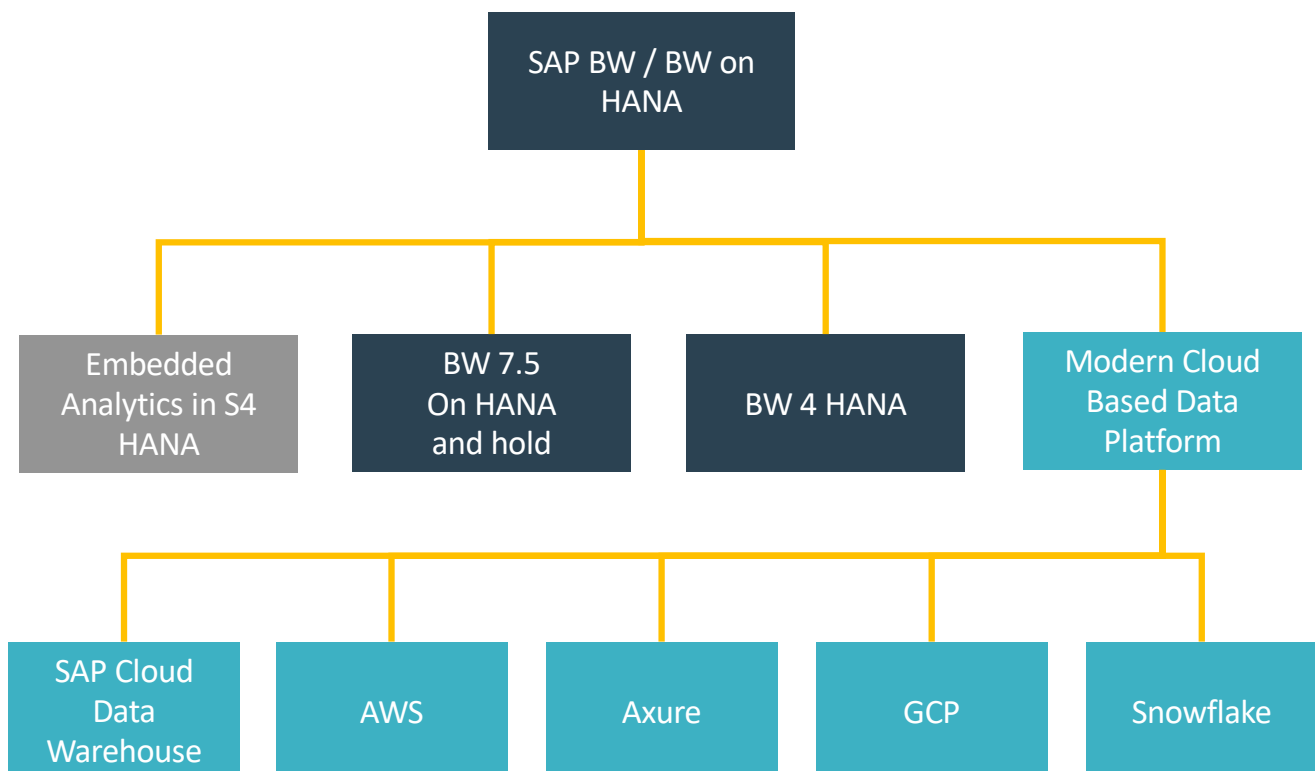 SAP BW / BW on
HANA
Embedded
Analytics in S4
HANA
BW 7.5
On HANA
and hold
BW 4 HANA
Modern Cloud
Based Data
Platform
SAP Cloud
Data
Warehouse
AWS
Axure
GCP
Snowflake